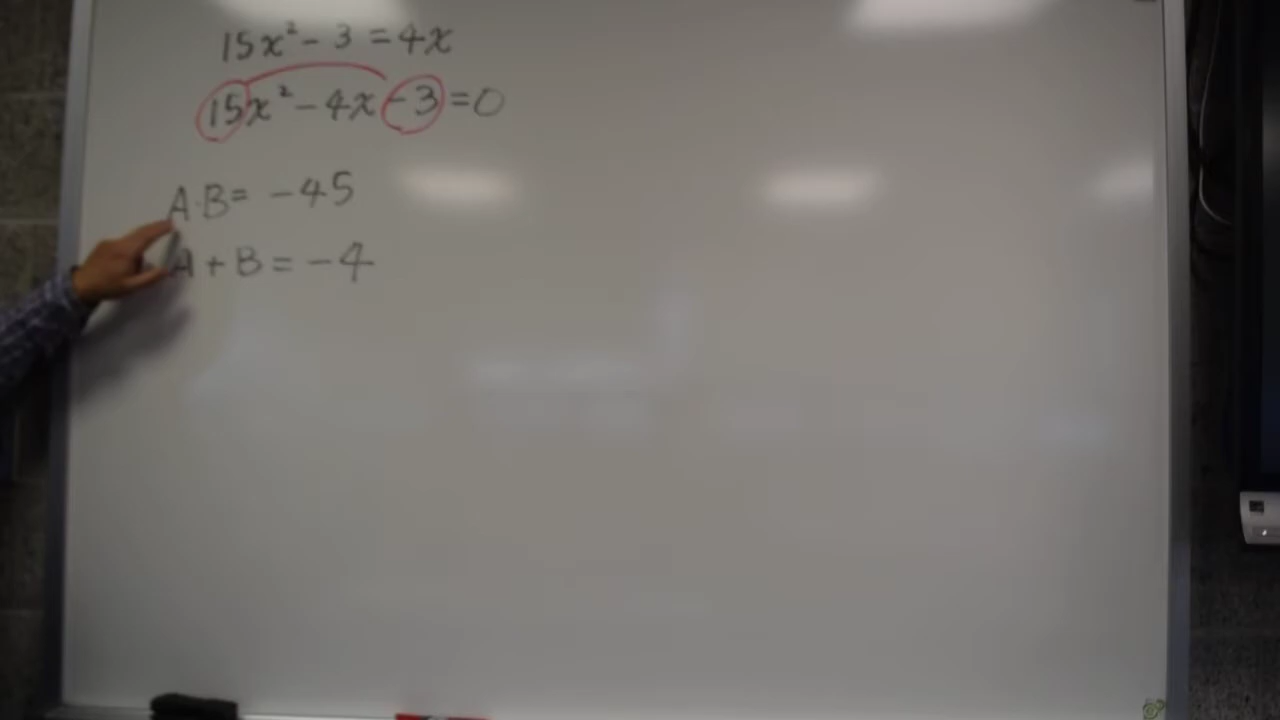 15x² - 3 = 4x
15x² - 4x - 3 = 0
A·B = -45
A + B = -4